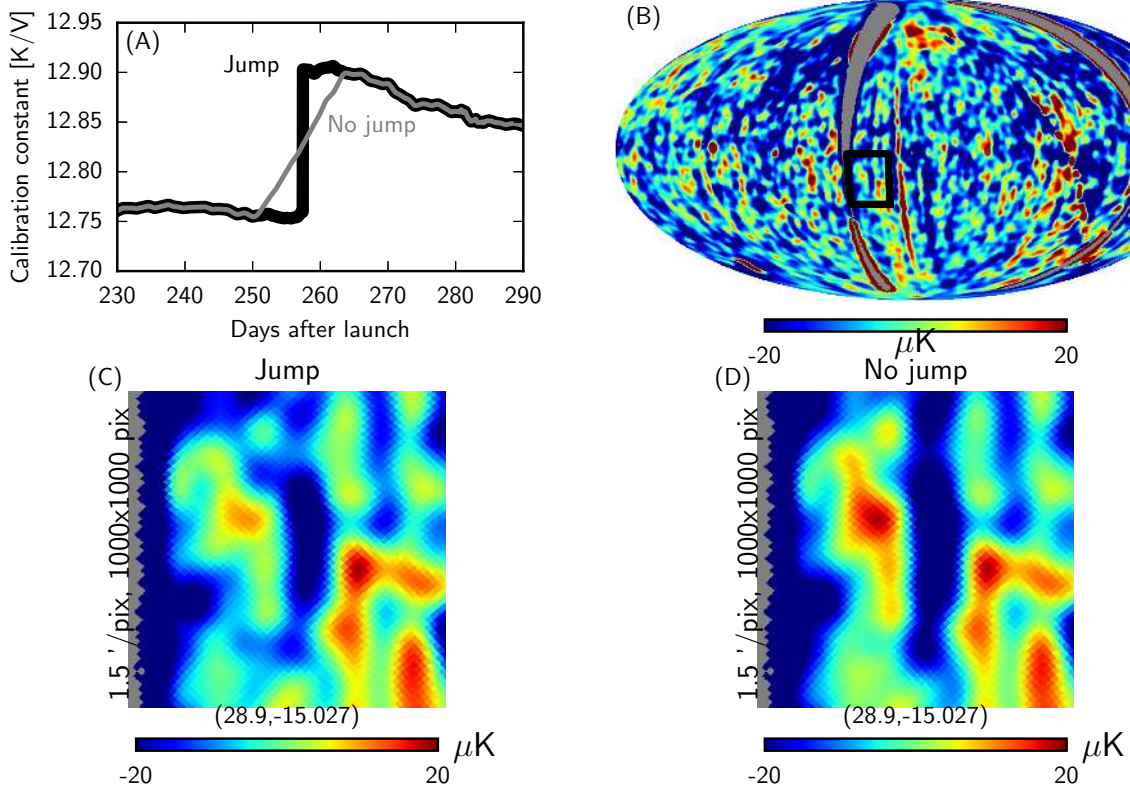 (A)
Calibration constant [K/V]
12.95
12.90
12.85
12.80
12.75
12.70
Jump
No jump
230 240 250 260 270 280 290
Days after launch
(B)
-20 μK 20
(C)
Jump
1.5 '/pix, 1000x1000 pix
(28.9,-15.027)
-20 20 μK
(D)
No jump
1.5 '/pix, 1000x1000 pix
(28.9,-15.027)
-20 20 μK